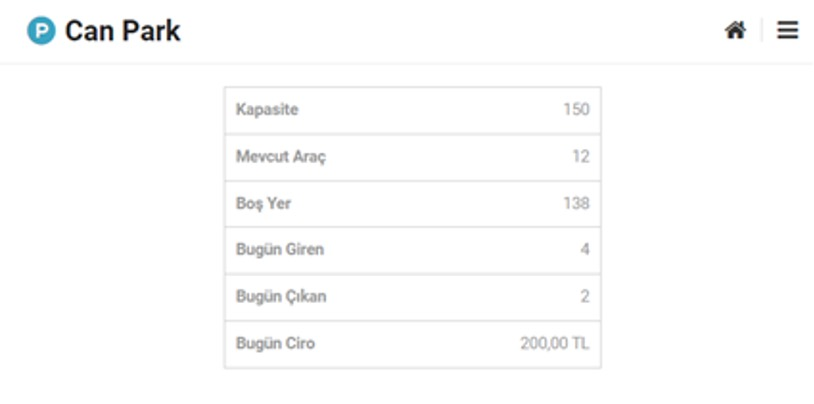 P Can Park
Kapasite 150
Mevcut Araç 12
Boş Yer 138
Bugün Giren 4
Bugün Çıkan 2
Bugün Ciro 200,00 TL